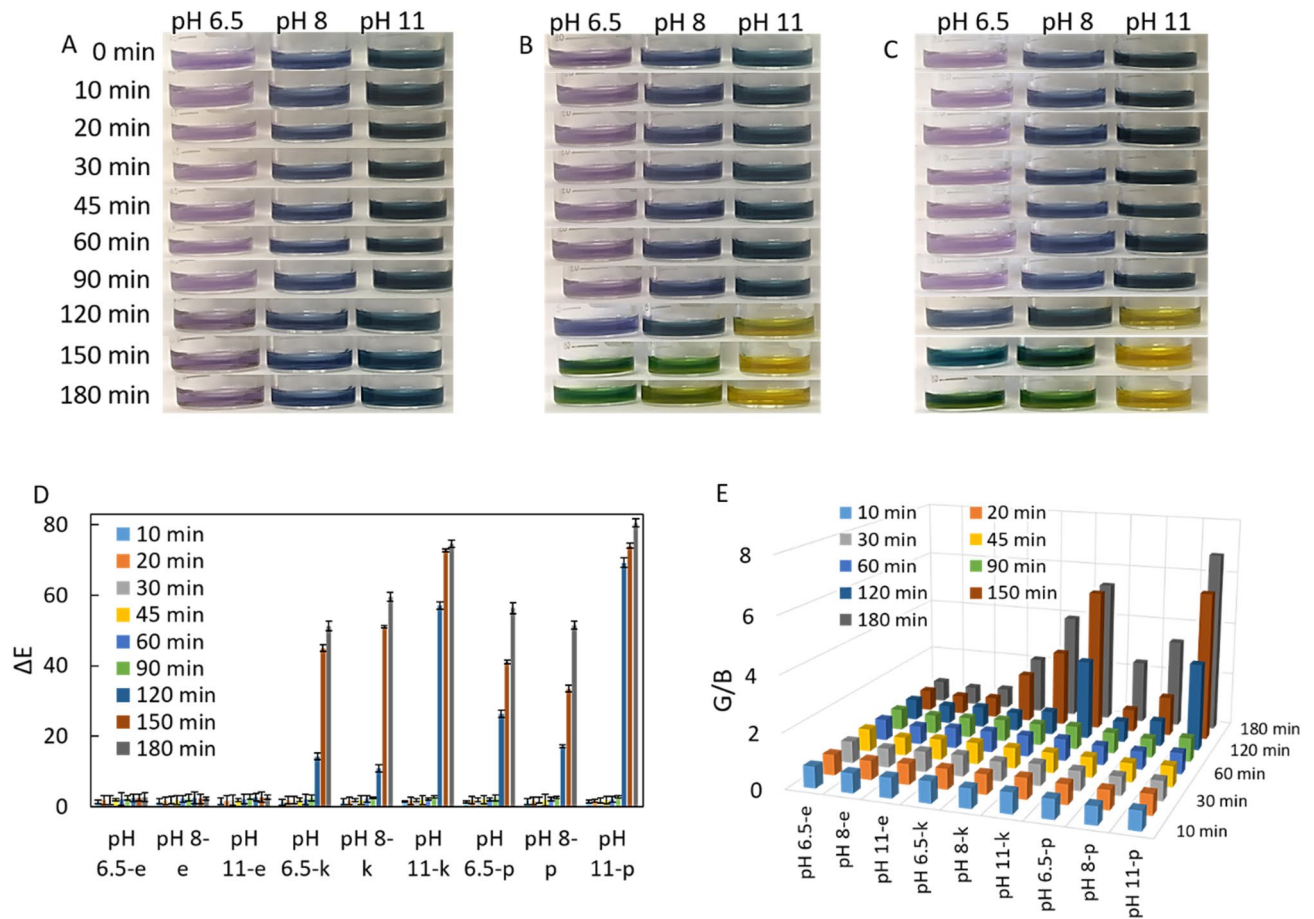 A
pH 6.5 pH 8 pH 11
0 min
10 min
20 min
30 min
45 min
60 min
90 min
120 min
150 min
180 min
B
pH 6.5 pH 8 pH 11
C
pH 6.5 pH 8 pH 11
D
ΔE
80
60
40
20
0
10 min
20 min
30 min
45 min
60 min
90 min
120 min
150 min
180 min
pH pH 8- pH pH pH 8- pH pH pH 8- pH
6.5-e e 11-e 6.5-k k 11-k 6.5-p p 11-p
E
G/B
10 min 20 min
30 min 45 min
60 min 90 min
120 min 150 min
180 min
8
6
4
2
0
pH 6.5-e
pH 8-e
pH 11-e
pH 6.5-k
pH 8-k
pH 11-k
pH 6.5-p
pH 8-p
pH 11-p
180 min
120 min
60 min
30 min
10 min